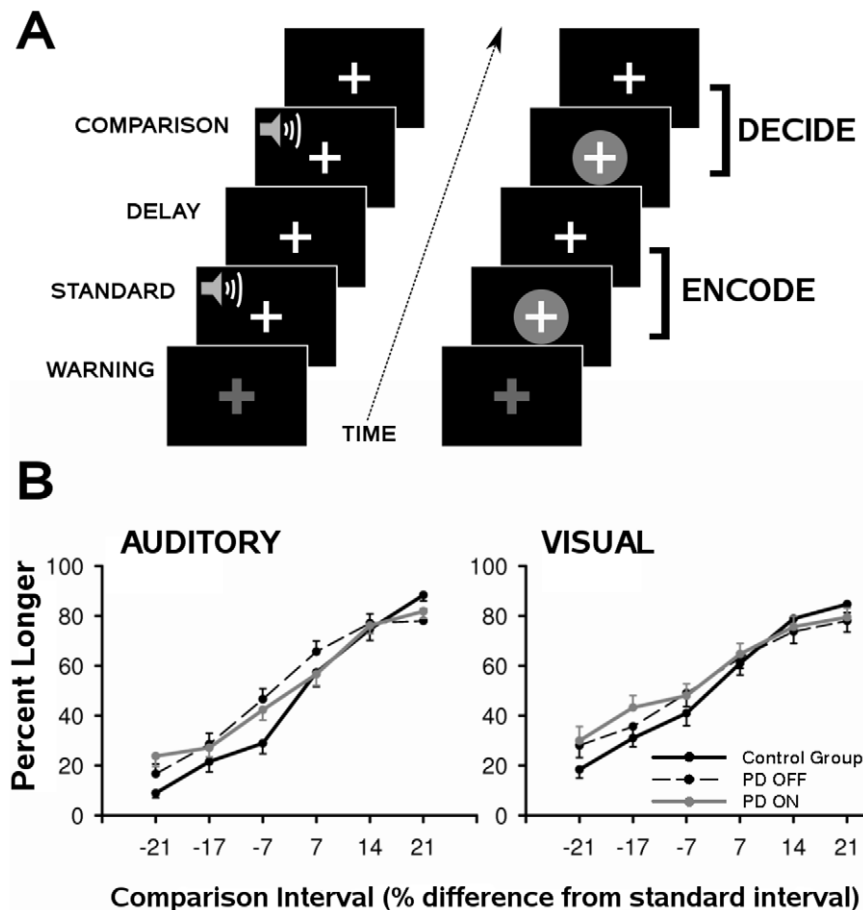 A
COMPARISON
DELAY
STANDARD
WARNING
TIME
DECIDE
ENCODE
B
AUDITORY
VISUAL
Percent Longer
100
80
60
40
20
0
-21 -17 -7 7 14 21
100
80
60
40
20
0
-21 -17 -7 7 14 21
Control Group
PD OFF
PD ON
Comparison Interval (% difference from standard interval)